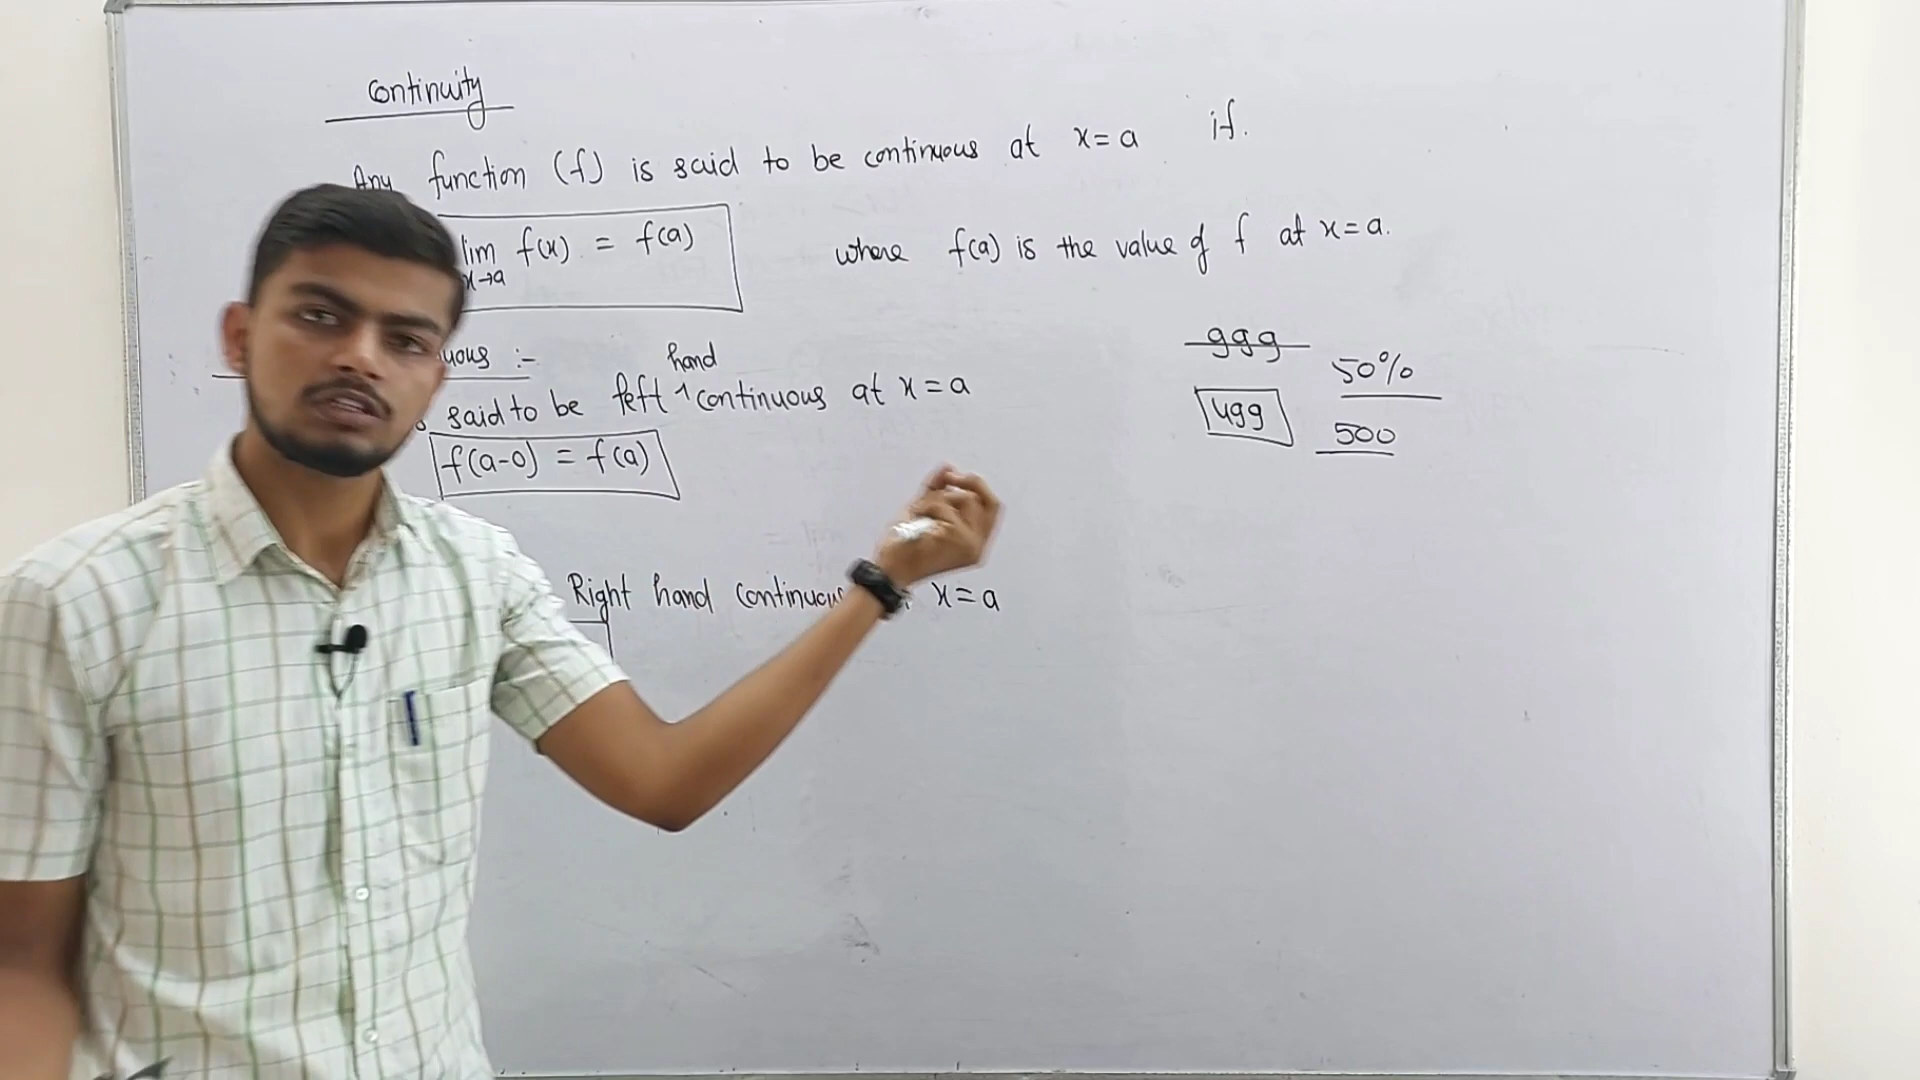 Continuity
Any function (f) is said to be continuous at x = a if.
lim f(x) = f(a)
x→a
where f(a) is the value of f at x = a.
999
50%
499
500
uous :-
hand
said to be left ^ continuous at x = a
f(a-0) = f(a)
Right hand continuous x = a